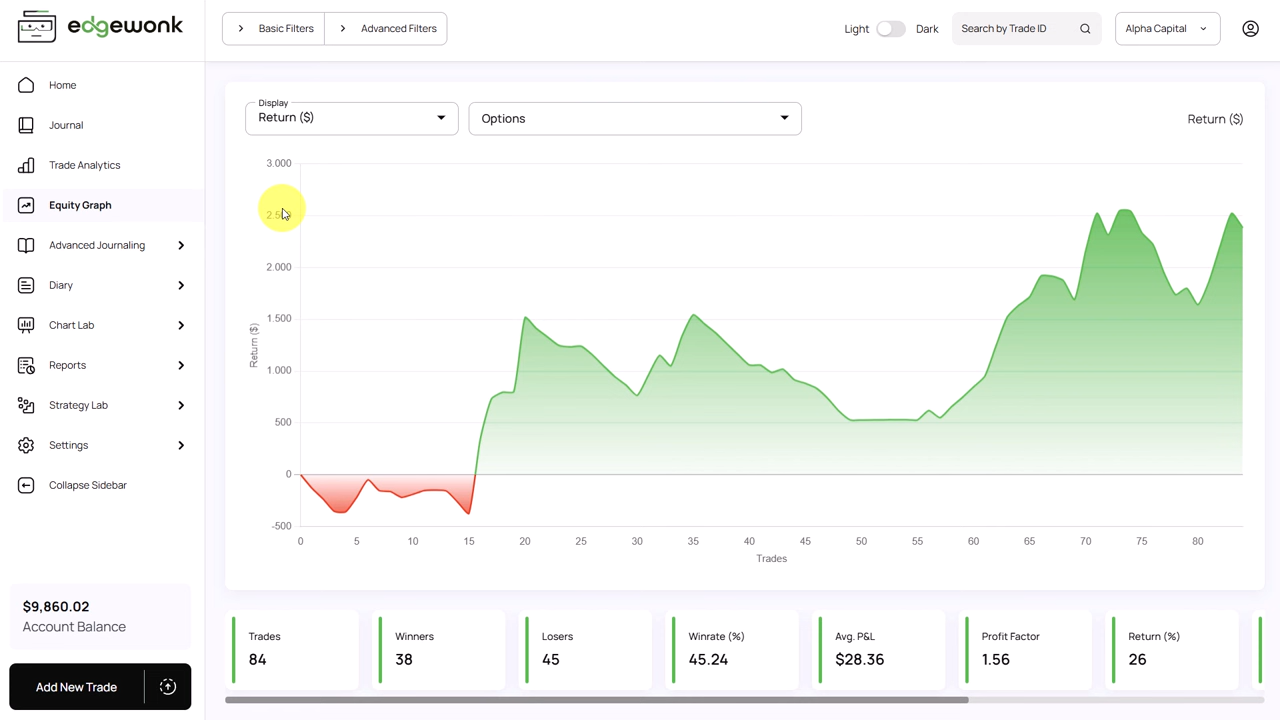 edgewonk
Basic Filters
Advanced Filters
Light
Dark
Search by Trade ID
Alpha Capital
Home
Journal
Trade Analytics
Equity Graph
Advanced Journaling
Diary
Chart Lab
Reports
Strategy Lab
Settings
Collapse Sidebar
$9,860.02
Account Balance
Add New Trade
Display
Return ($)
Options
Return ($)
3.000
2.000
1.500
1.000
500
0
-500
Return ($)
0 5 10 15 20 25 30 35 40 45 50 55 60 65 70 75 80
Trades
Trades
84
Winners
38
Losers
45
Winrate (%)
45.24
Avg. P&L
$28.36
Profit Factor
1.56
Return (%)
26